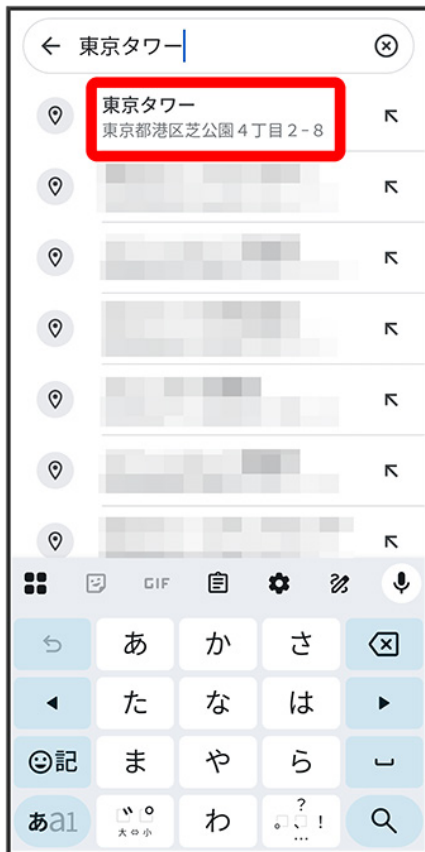 東京タワー
東京タワー
東京都港区芝公園4丁目2-8
GIF
あ
か
さ
た
な
は
記
ま
や
ら
あa1
大⇔小
わ
。、?!…